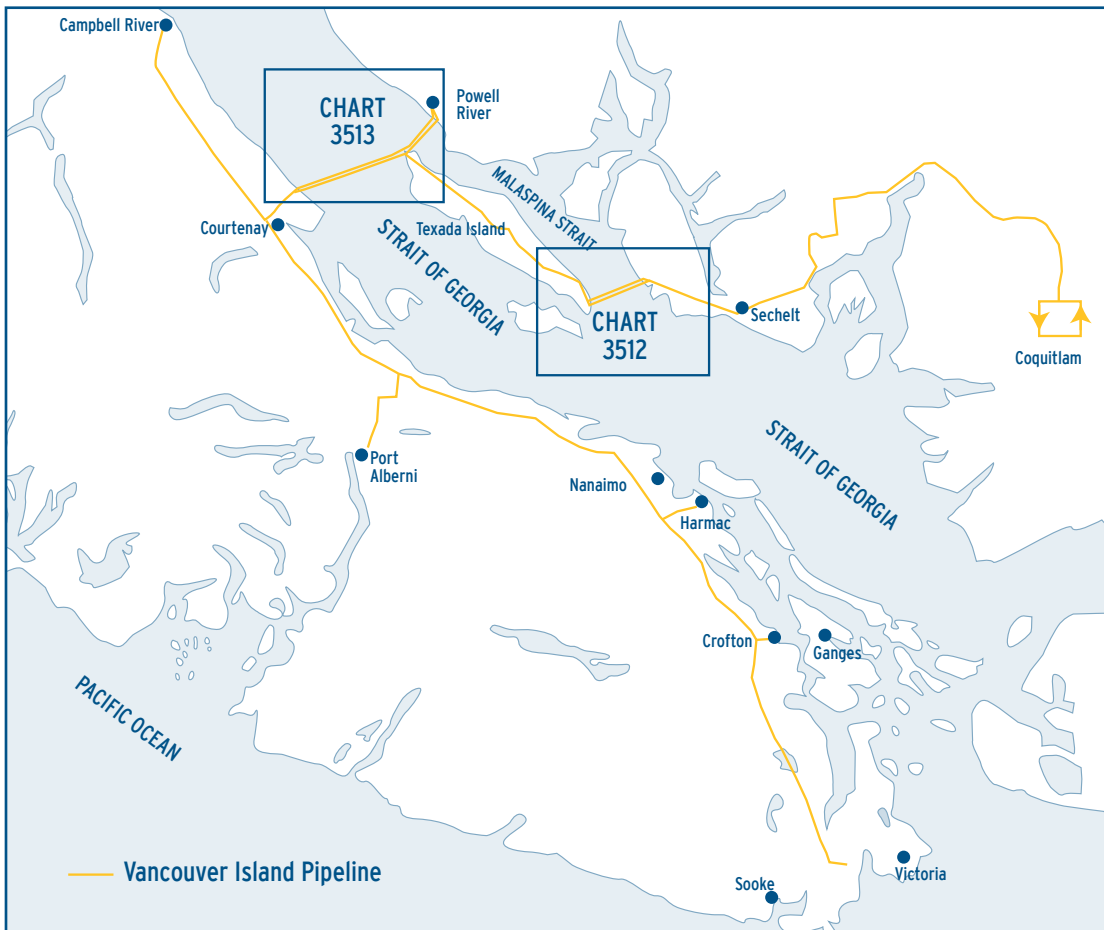 Campbell River
CHART
3513
Powell
River
MALASPINA STRAIT
Courtenay
Texada Island
STRAIT OF GEORGIA
CHART
3512
Sechelt
Coquitlam
STRAIT OF GEORGIA
Port
Alberni
Nanaimo
Harmac
Crofton
Ganges
PACIFIC OCEAN
Vancouver Island Pipeline
Sooke
Victoria